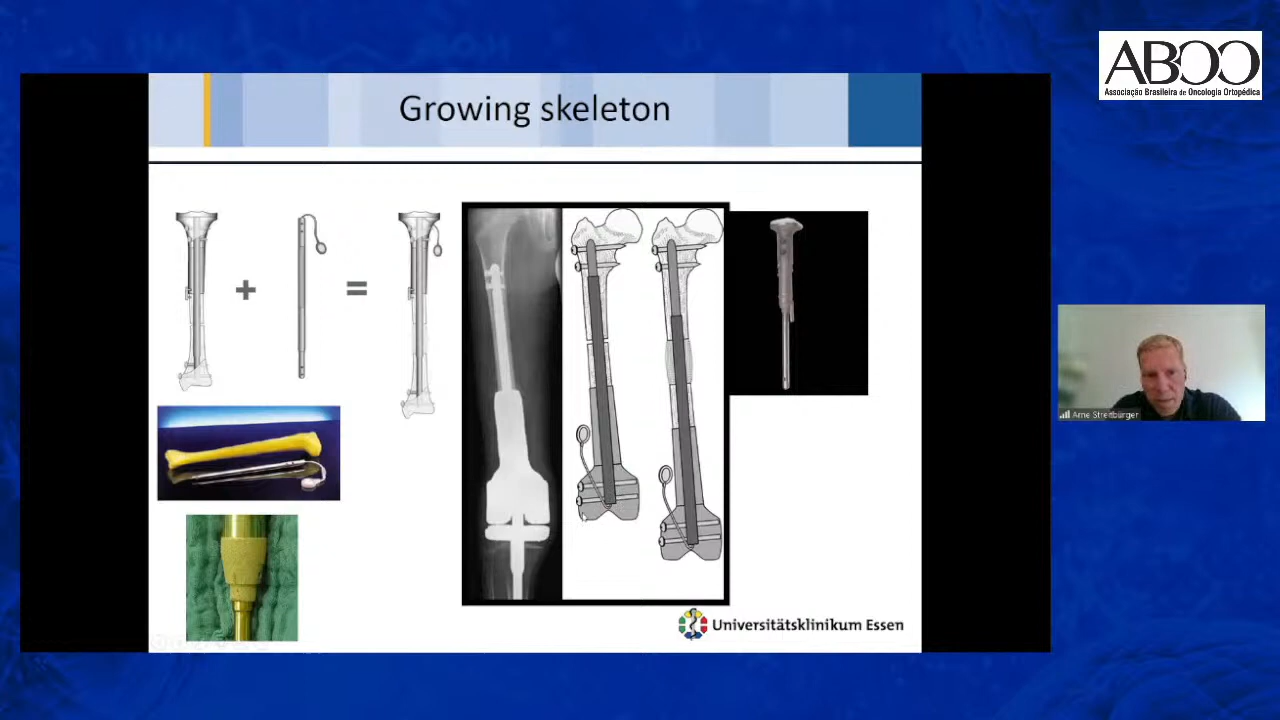 Growing skeleton
+
=
Universitätsklinikum Essen
ABOO
Associação Brasileira de Oncologia Ortopédica
Arne Streitbürger